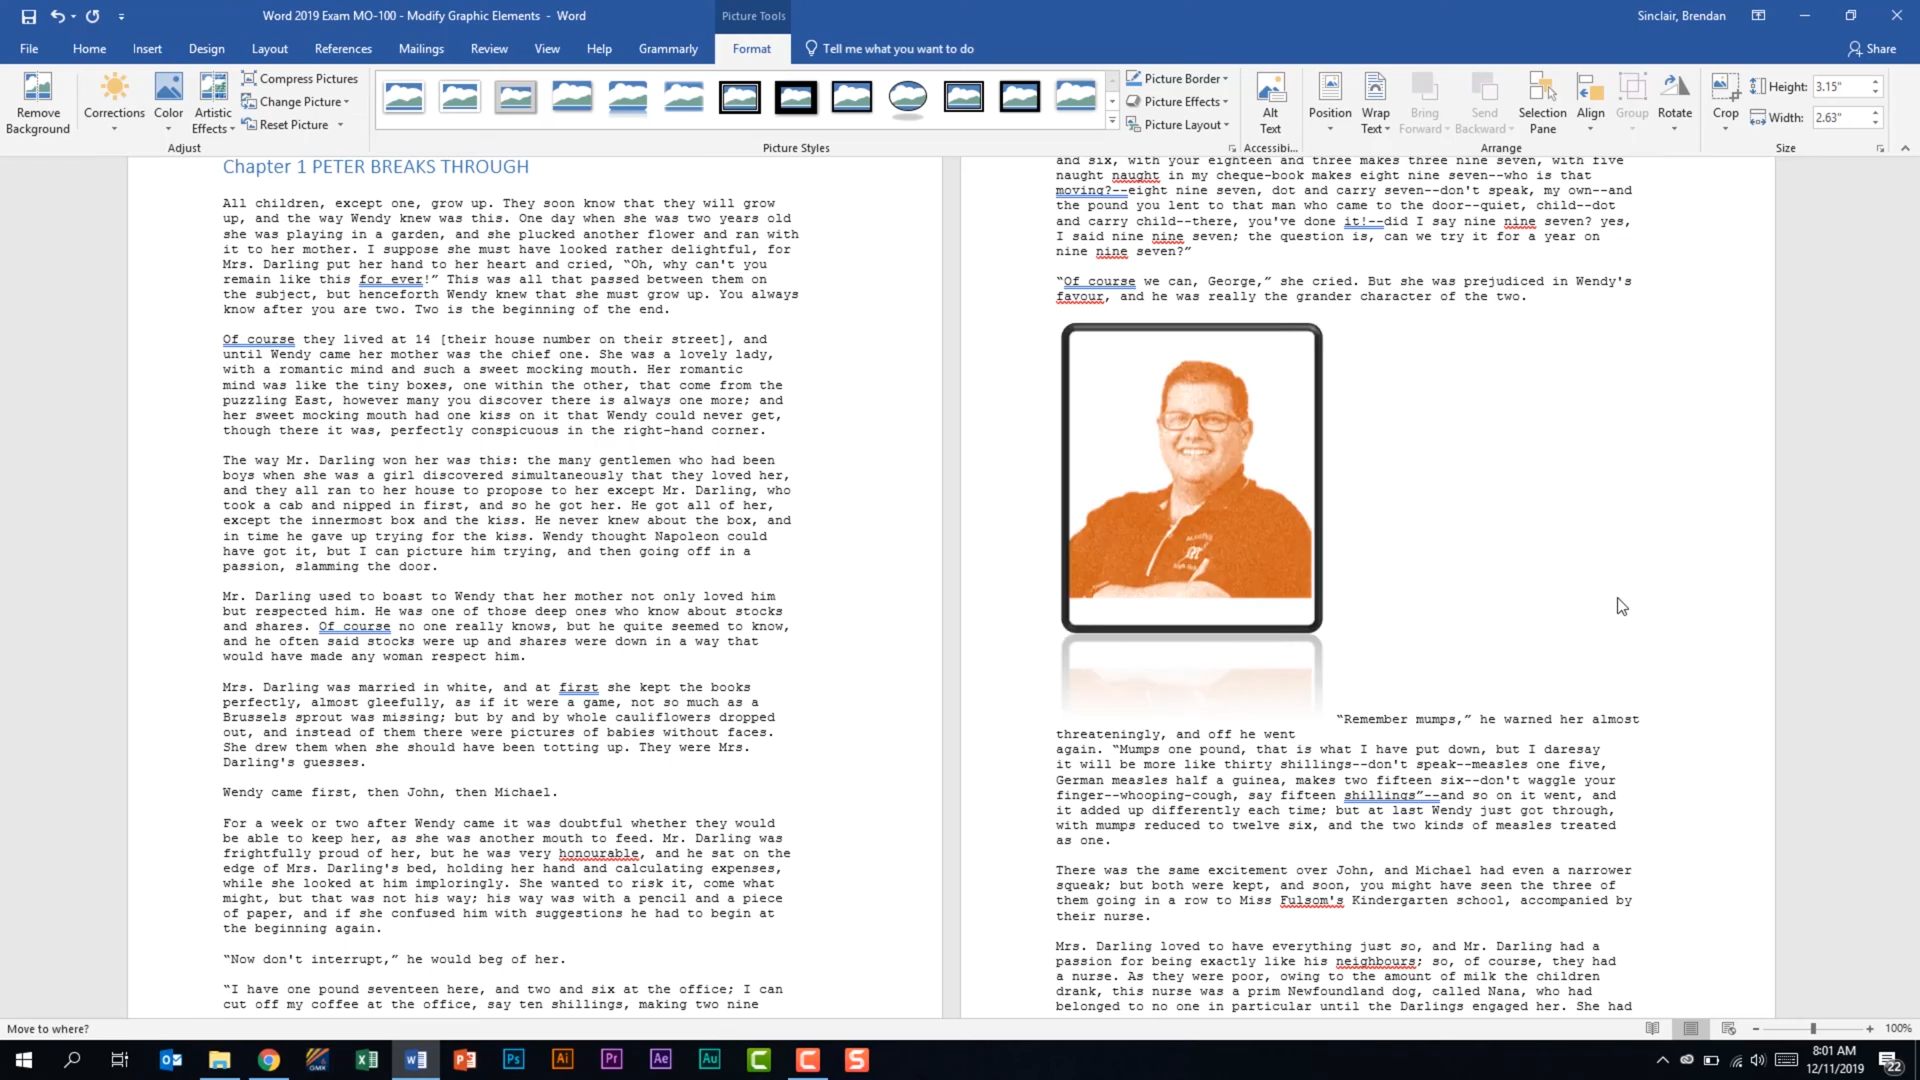 Word 2019 Exam MO-100 - Modify Graphic Elements - Word
Picture Tools
Sinclair, Brendan
File Home Insert Design Layout References Mailings Review View Help Grammarly Format Tell me what you want to do Share
Remove Background
Corrections
Color
Artistic Effects
Compress Pictures
Change Picture
Reset Picture
Adjust
Picture Styles
Picture Border
Picture Effects
Picture Layout
Alt Text
Accessibi...
Position
Wrap Text
Bring Forward
Send Backward
Selection Pane
Align
Group
Rotate
Arrange
Crop
Height: 3.15"
Width: 2.63"
Size
Chapter 1 PETER BREAKS THROUGH
All children, except one, grow up. They soon know that they will grow
up, and the way Wendy knew was this. One day when she was two years old
she was playing in a garden, and she plucked another flower and ran with
it to her mother. I suppose she must have looked rather delightful, for
Mrs. Darling put her hand to her heart and cried, “Oh, why can't you
remain like this for ever!” This was all that passed between them on
the subject, but henceforth Wendy knew that she must grow up. You always
know after you are two. Two is the beginning of the end.
Of course they lived at 14 [their house number on their street], and
until Wendy came her mother was the chief one. She was a lovely lady,
with a romantic mind and such a sweet mocking mouth. Her romantic
mind was like the tiny boxes, one within the other, that come from the
puzzling East, however many you discover there is always one more; and
her sweet mocking mouth had one kiss on it that Wendy could never get,
though there it was, perfectly conspicuous in the right-hand corner.
The way Mr. Darling won her was this: the many gentlemen who had been
boys when she was a girl discovered simultaneously that they loved her,
and they all ran to her house to propose to her except Mr. Darling, who
took a cab and nipped in first, and so he got her. He got all of her,
except the innermost box and the kiss. He never knew about the box, and
in time he gave up trying for the kiss. Wendy thought Napoleon could
have got it, but I can picture him trying, and then going off in a
passion, slamming the door.
Mr. Darling used to boast to Wendy that her mother not only loved him
but respected him. He was one of those deep ones who know about stocks
and shares. Of course no one really knows, but he quite seemed to know,
and he often said stocks were up and shares were down in a way that
would have made any woman respect him.
Mrs. Darling was married in white, and at first she kept the books
perfectly, almost gleefully, as if it were a game, not so much as a
Brussels sprout was missing; but by and by whole cauliflowers dropped
out, and instead of them there were pictures of babies without faces.
She drew them when she should have been totting up. They were Mrs.
Darling's guesses.
Wendy came first, then John, then Michael.
For a week or two after Wendy came it was doubtful whether they would
be able to keep her, as she was another mouth to feed. Mr. Darling was
frightfully proud of her, but he was very honourable, and he sat on the
edge of Mrs. Darling's bed, holding her hand and calculating expenses,
while she looked at him imploringly. She wanted to risk it, come what
might, but that was not his way; his way was with a pencil and a piece
of paper, and if she confused him with suggestions he had to begin at
the beginning again.
“Now don't interrupt,” he would beg of her.
“I have one pound seventeen here, and two and six at the office; I can
cut off my coffee at the office, say ten shillings, making two nine
and six, with your eighteen and three makes three nine seven, with five
naught naught in my cheque-book makes eight nine seven--who is that
moving?--eight nine seven, dot and carry seven--don't speak, my own--and
the pound you lent to that man who came to the door--quiet, child--dot
and carry child--there, you've done it!--did I say nine nine seven? yes,
I said nine nine seven; the question is, can we try it for a year on
nine nine seven?”
“Of course we can, George,” she cried. But she was prejudiced in Wendy's
favour, and he was really the grander character of the two.
“Remember mumps,” he warned her almost
threateningly, and off he went
again. “Mumps one pound, that is what I have put down, but I daresay
it will be more like thirty shillings--don't speak--measles one five,
German measles half a guinea, makes two fifteen six--don't waggle your
finger--whooping-cough, say fifteen shillings”--and so on it went, and
it added up differently each time; but at last Wendy just got through,
with mumps reduced to twelve six, and the two kinds of measles treated
as one.
There was the same excitement over John, and Michael had even a narrower
squeak; but both were kept, and soon, you might have seen the three of
them going in a row to Miss Fulsom's Kindergarten school, accompanied by
their nurse.
Mrs. Darling loved to have everything just so, and Mr. Darling had a
passion for being exactly like his neighbours; so, of course, they had
a nurse. As they were poor, owing to the amount of milk the children
drank, this nurse was a prim Newfoundland dog, called Nana, who had
belonged to no one in particular until the Darlings engaged her. She had
Move to where?
100%
8:01 AM
12/11/2019
22